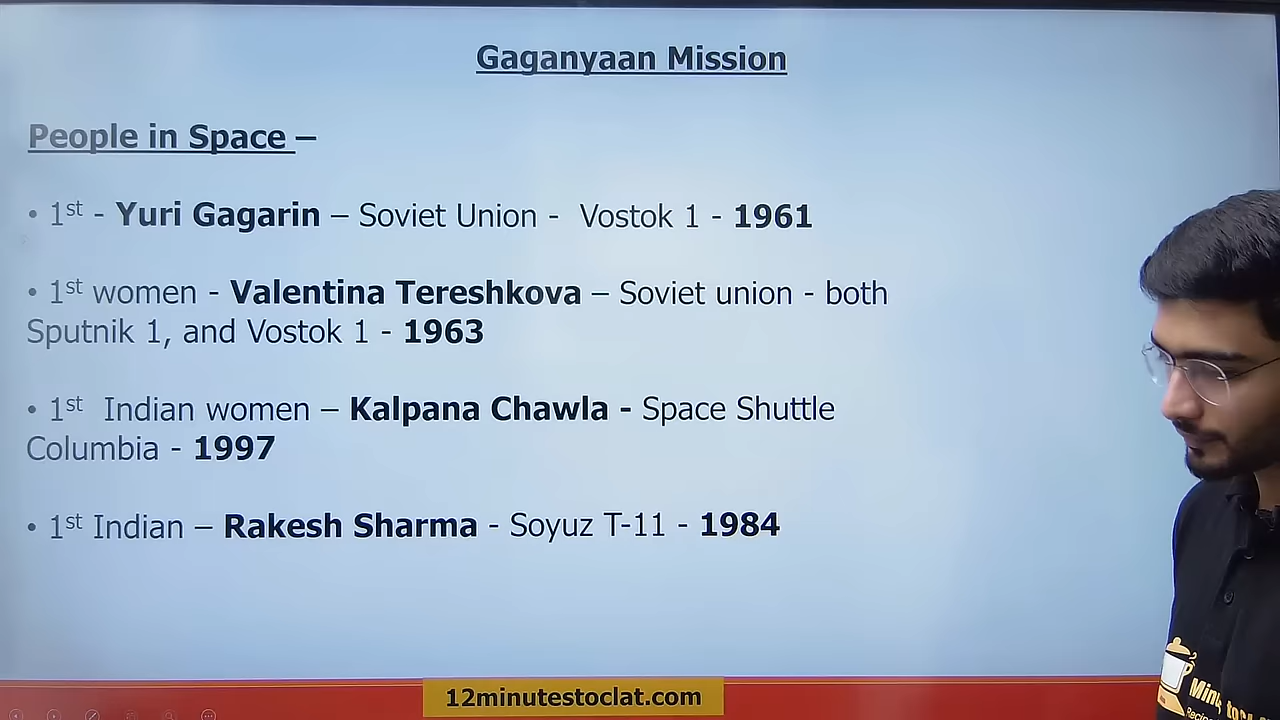 Gaganyaan Mission
People in Space –
• 1st - Yuri Gagarin – Soviet Union - Vostok 1 - 1961
• 1st women - Valentina Tereshkova – Soviet union - both
Sputnik 1, and Vostok 1 - 1963
• 1st Indian women – Kalpana Chawla - Space Shuttle
Columbia - 1997
• 1st Indian – Rakesh Sharma - Soyuz T-11 - 1984
12minutestoclat.com